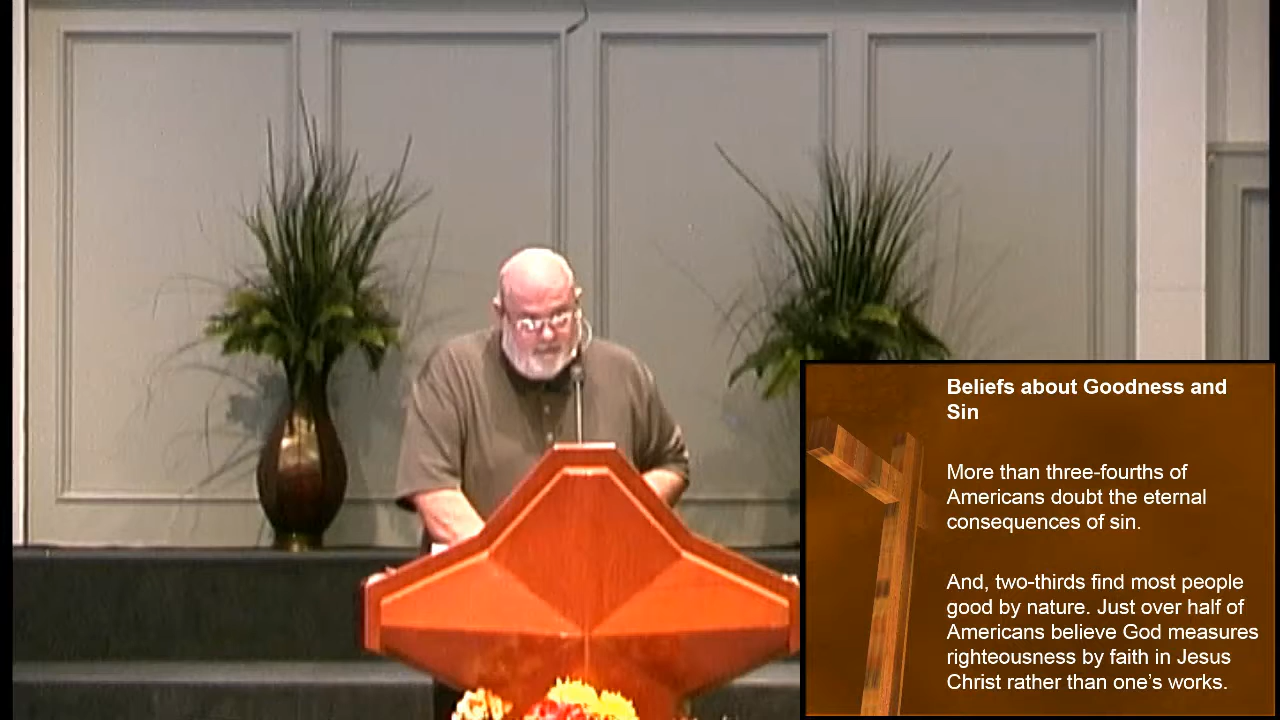 Beliefs about Goodness and
Sin
More than three-fourths of
Americans doubt the eternal
consequences of sin.
And, two-thirds find most people
good by nature. Just over half of
Americans believe God measures
righteousness by faith in Jesus
Christ rather than one’s works.